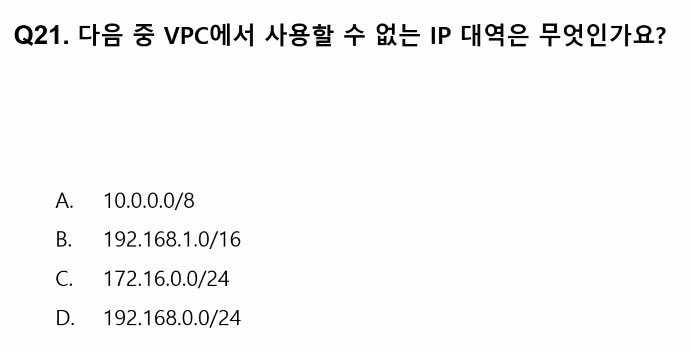 Q21. 다음 중 VPC에서 사용할 수 없는 IP 대역은 무엇인가요?
A. 10.0.0.0/8
B. 192.168.1.0/16
C. 172.16.0.0/24
D. 192.168.0.0/24